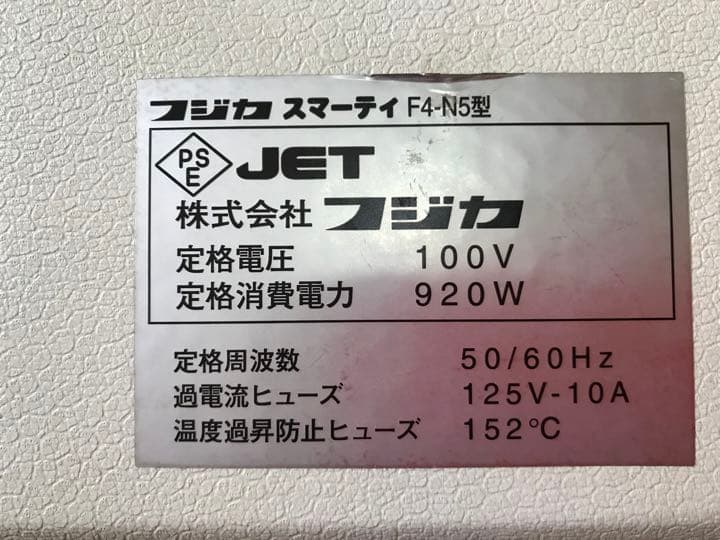 フジカ スマーティ F4-N5型
PSE JET
株式会社 フジカ
定格電圧 100V
定格消費電力 920W
定格周波数 50/60Hz
過電流ヒューズ 125V-10A
温度過昇防止ヒューズ 152℃